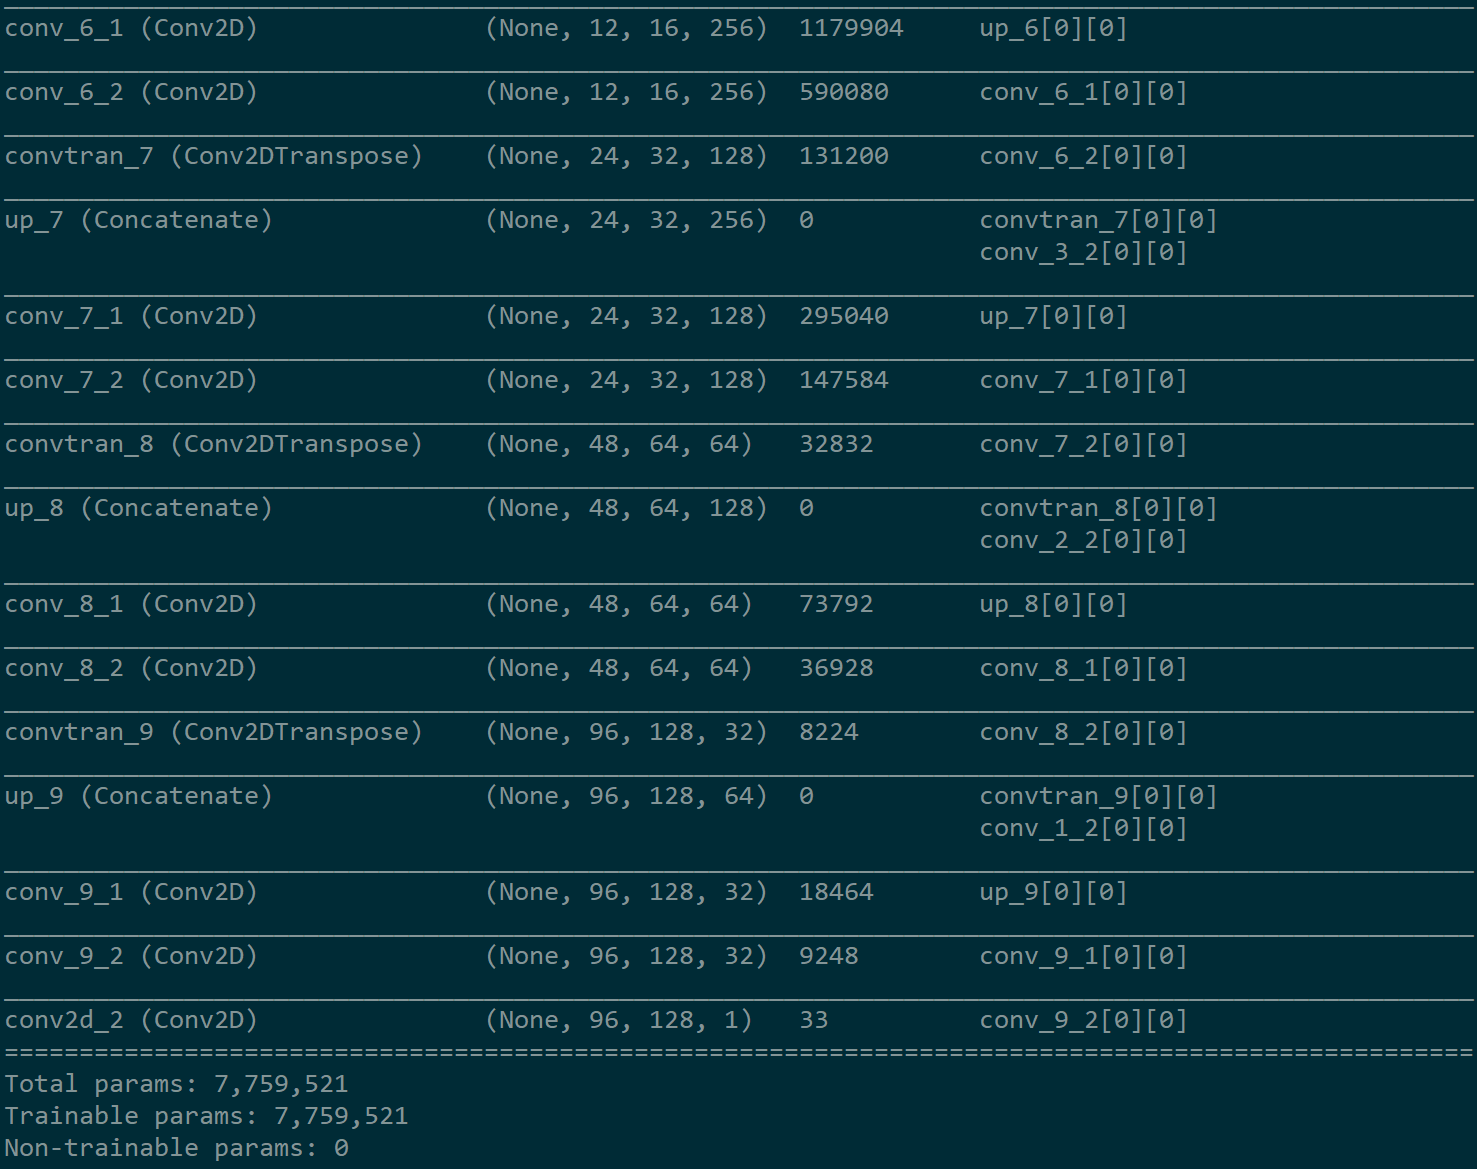 conv_6_1 (Conv2D) (None, 12, 16, 256) 1179904 up_6[0][0]
conv_6_2 (Conv2D) (None, 12, 16, 256) 590080 conv_6_1[0][0]
convtran_7 (Conv2DTranspose) (None, 24, 32, 128) 131200 conv_6_2[0][0]
up_7 (Concatenate) (None, 24, 32, 256) 0 convtran_7[0][0]
conv_3_2[0][0]
conv_7_1 (Conv2D) (None, 24, 32, 128) 295040 up_7[0][0]
conv_7_2 (Conv2D) (None, 24, 32, 128) 147584 conv_7_1[0][0]
convtran_8 (Conv2DTranspose) (None, 48, 64, 64) 32832 conv_7_2[0][0]
up_8 (Concatenate) (None, 48, 64, 128) 0 convtran_8[0][0]
conv_2_2[0][0]
conv_8_1 (Conv2D) (None, 48, 64, 64) 73792 up_8[0][0]
conv_8_2 (Conv2D) (None, 48, 64, 64) 36928 conv_8_1[0][0]
convtran_9 (Conv2DTranspose) (None, 96, 128, 32) 8224 conv_8_2[0][0]
up_9 (Concatenate) (None, 96, 128, 64) 0 convtran_9[0][0]
conv_1_2[0][0]
conv_9_1 (Conv2D) (None, 96, 128, 32) 18464 up_9[0][0]
conv_9_2 (Conv2D) (None, 96, 128, 32) 9248 conv_9_1[0][0]
conv2d_2 (Conv2D) (None, 96, 128, 1) 33 conv_9_2[0][0]
Total params: 7,759,521
Trainable params: 7,759,521
Non-trainable params: 0